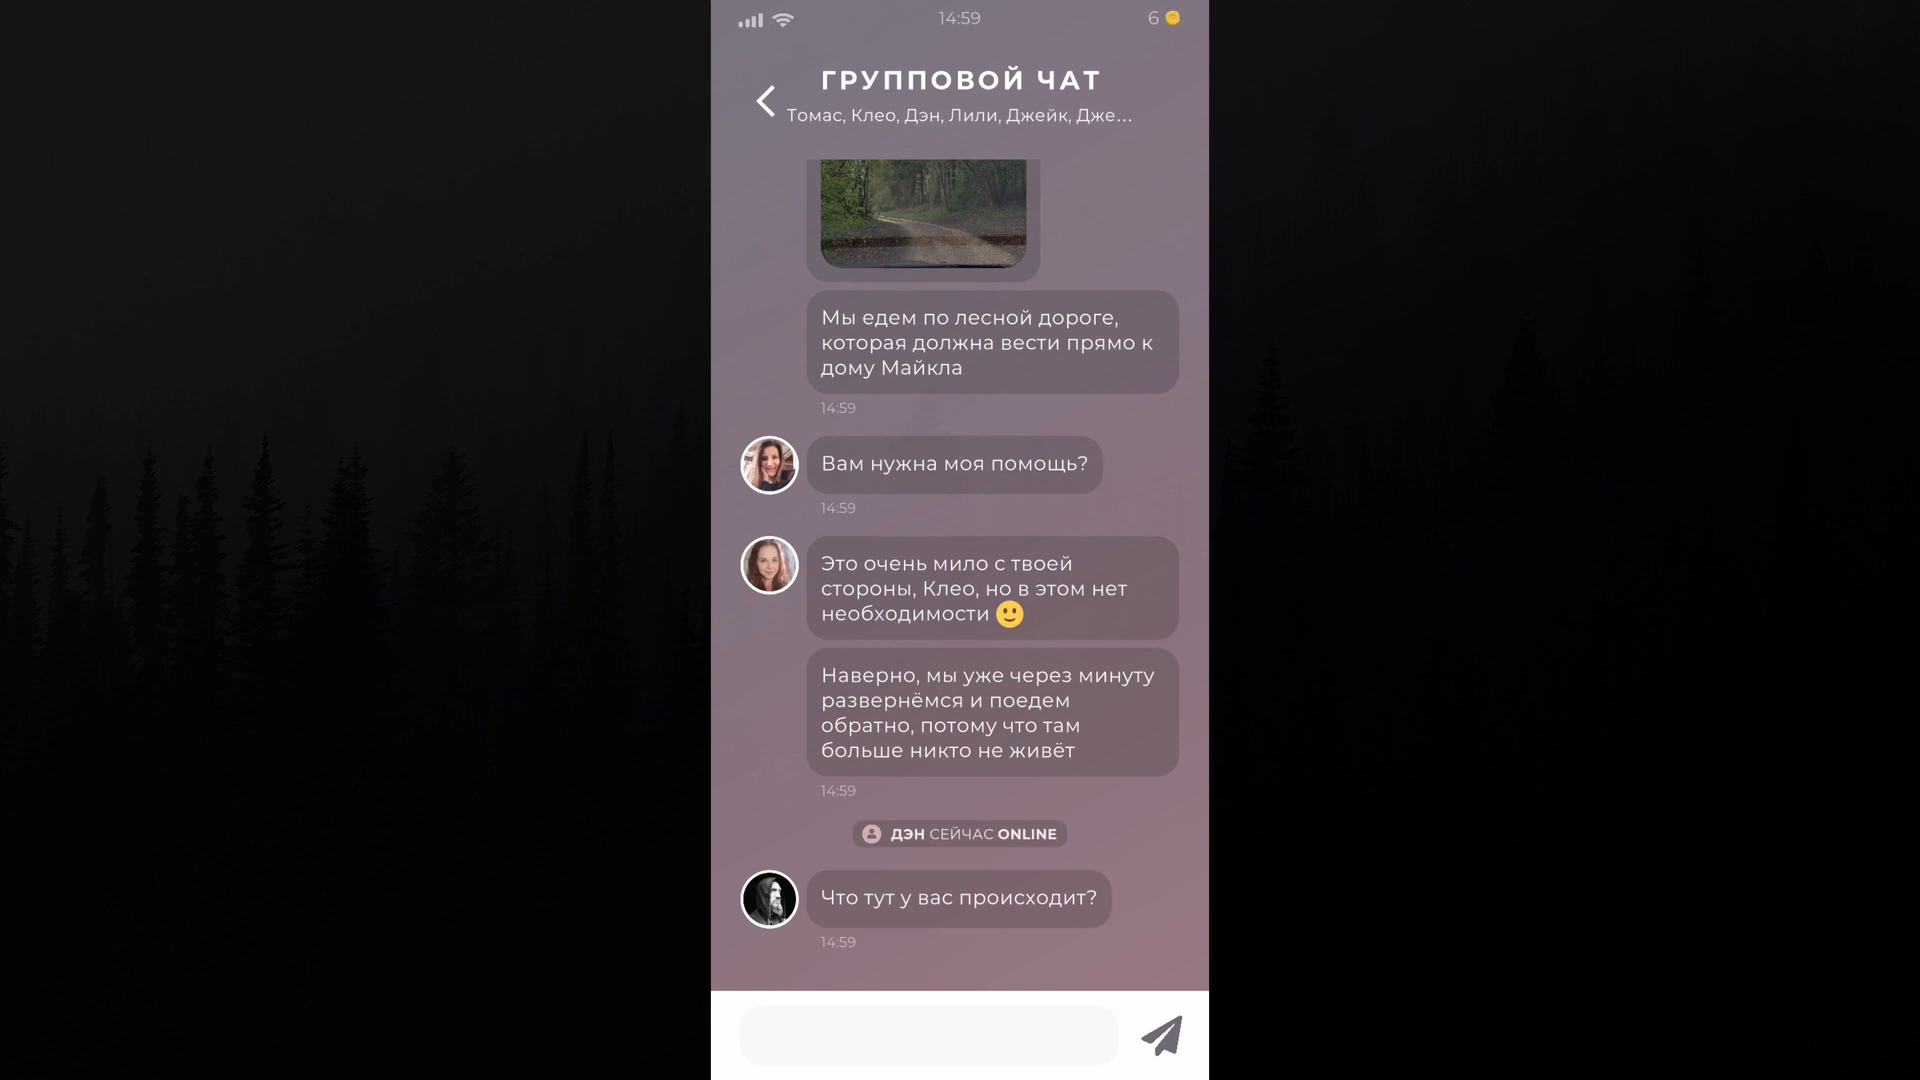 14:59
6
ГРУППОВОЙ ЧАТ
Томас, Клео, Дэн, Лили, Джейк, Дже...
Мы едем по лесной дороге,
которая должна вести прямо к
дому Майкла
14:59
Вам нужна моя помощь?
14:59
Это очень мило с твоей
стороны, Клео, но в этом нет
необходимости 🙂
Наверно, мы уже через минуту
развернёмся и поедем
обратно, потому что там
больше никто не живёт
14:59
ДЭН СЕЙЧАС ONLINE
Что тут у вас происходит?
14:59